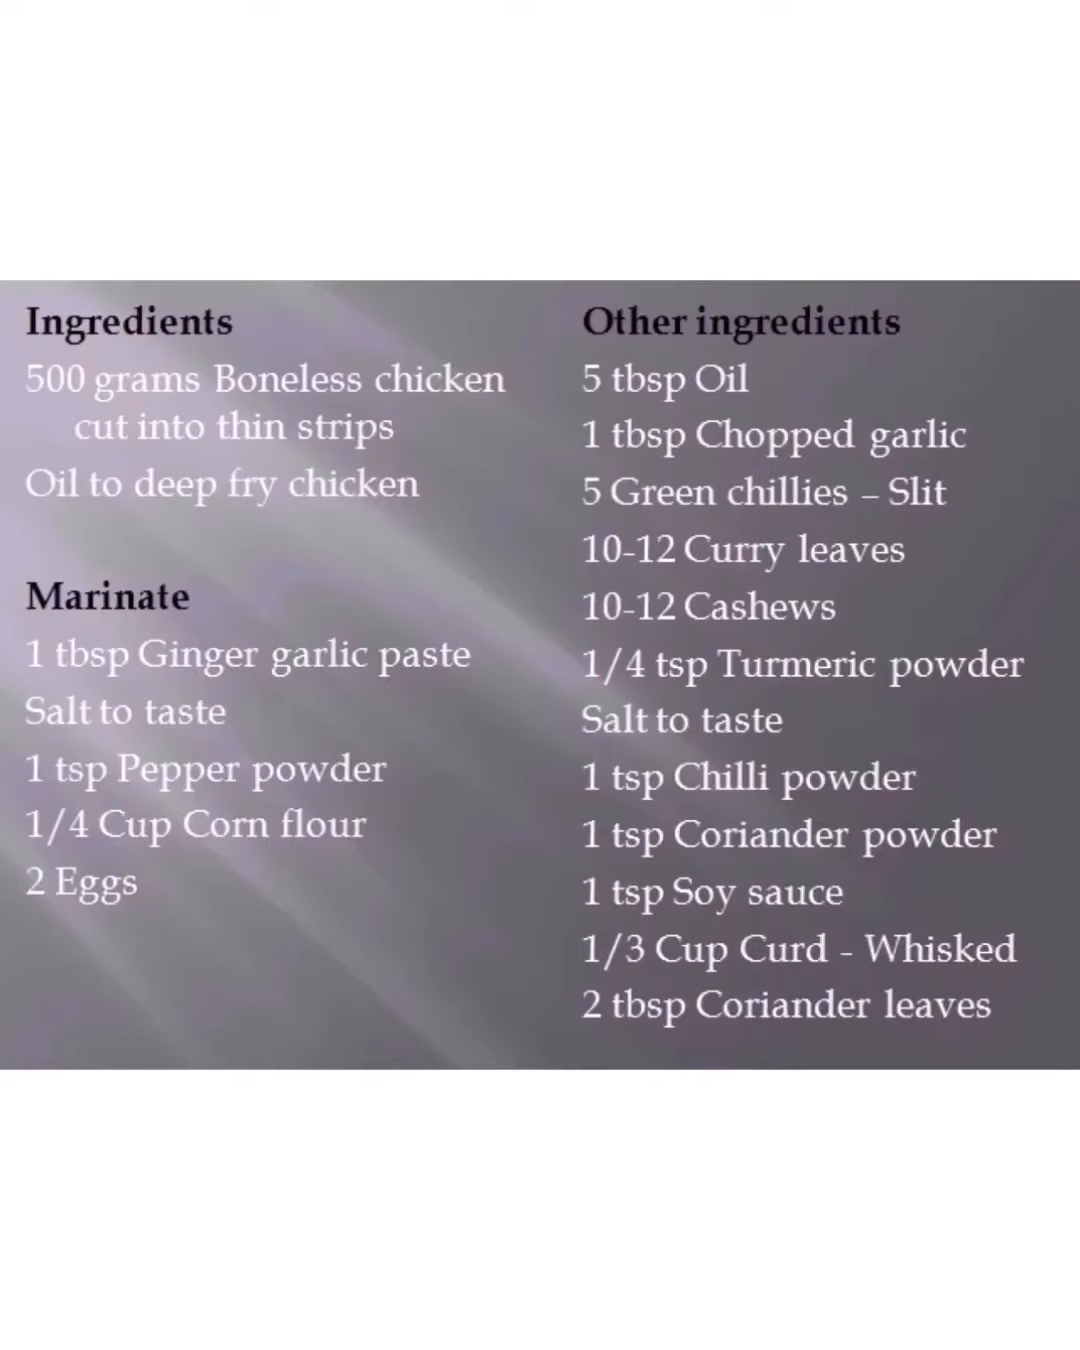 Ingredients
500 grams Boneless chicken
cut into thin strips
Oil to deep fry chicken
Marinate
1 tbsp Ginger garlic paste
Salt to taste
1 tsp Pepper powder
1/4 Cup Corn flour
2 Eggs
Other ingredients
5 tbsp Oil
1 tbsp Chopped garlic
5 Green chillies – Slit
10-12 Curry leaves
10-12 Cashews
1/4 tsp Turmeric powder
Salt to taste
1 tsp Chilli powder
1 tsp Coriander powder
1 tsp Soy sauce
1/3 Cup Curd - Whisked
2 tbsp Coriander leaves